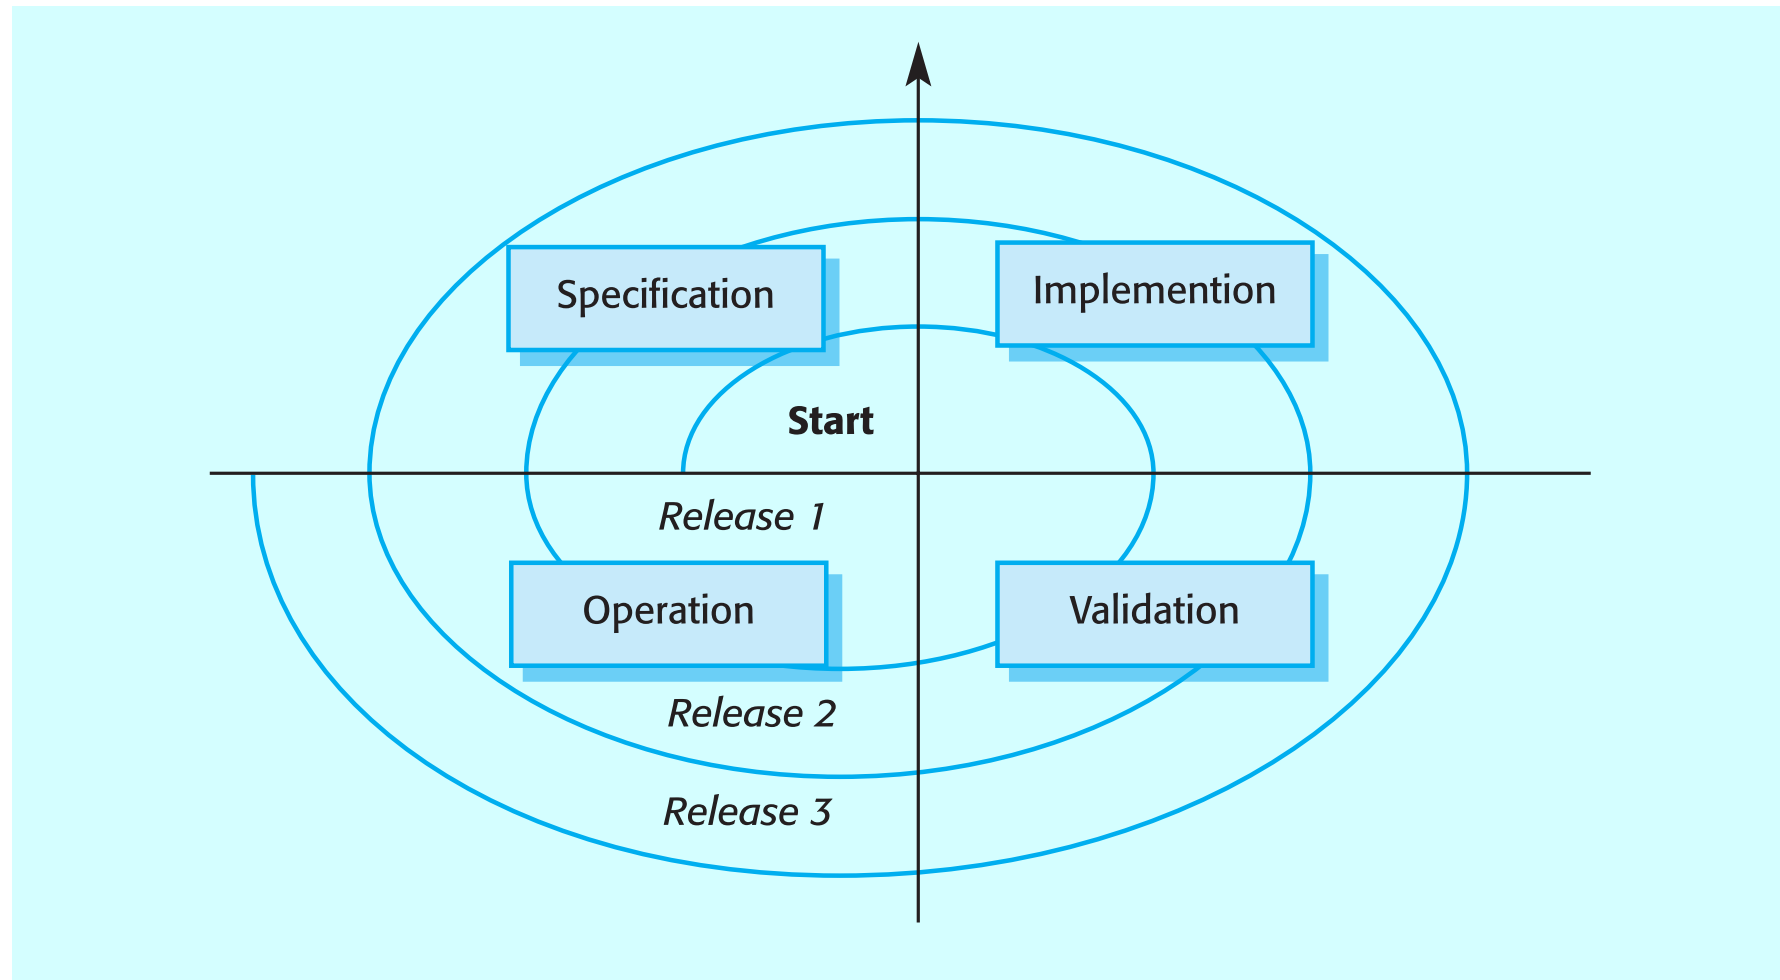 Specification
Implemention
Start
Release 1
Operation
Validation
Release 2
Release 3